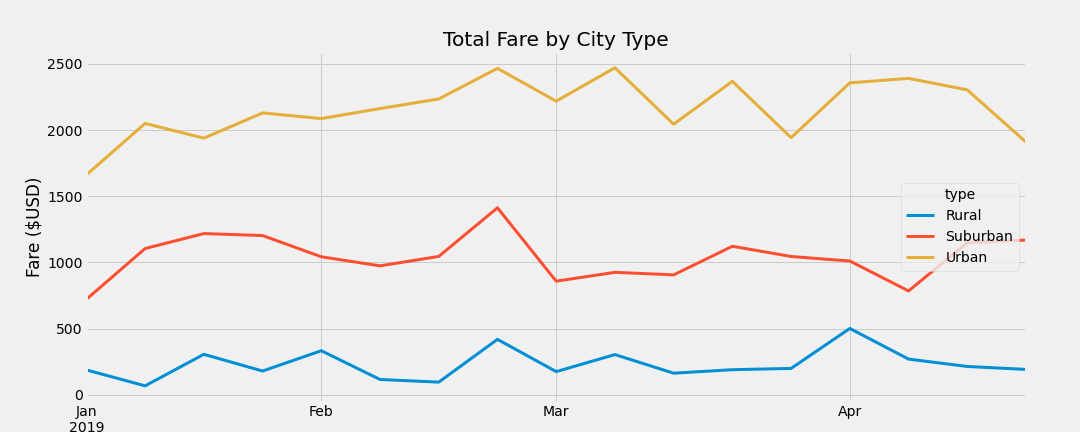 Total Fare by City Type
Fare ($USD)
2500
2000
1500
1000
500
0
type
Rural
Suburban
Urban
Jan
2019
Feb
Mar
Apr